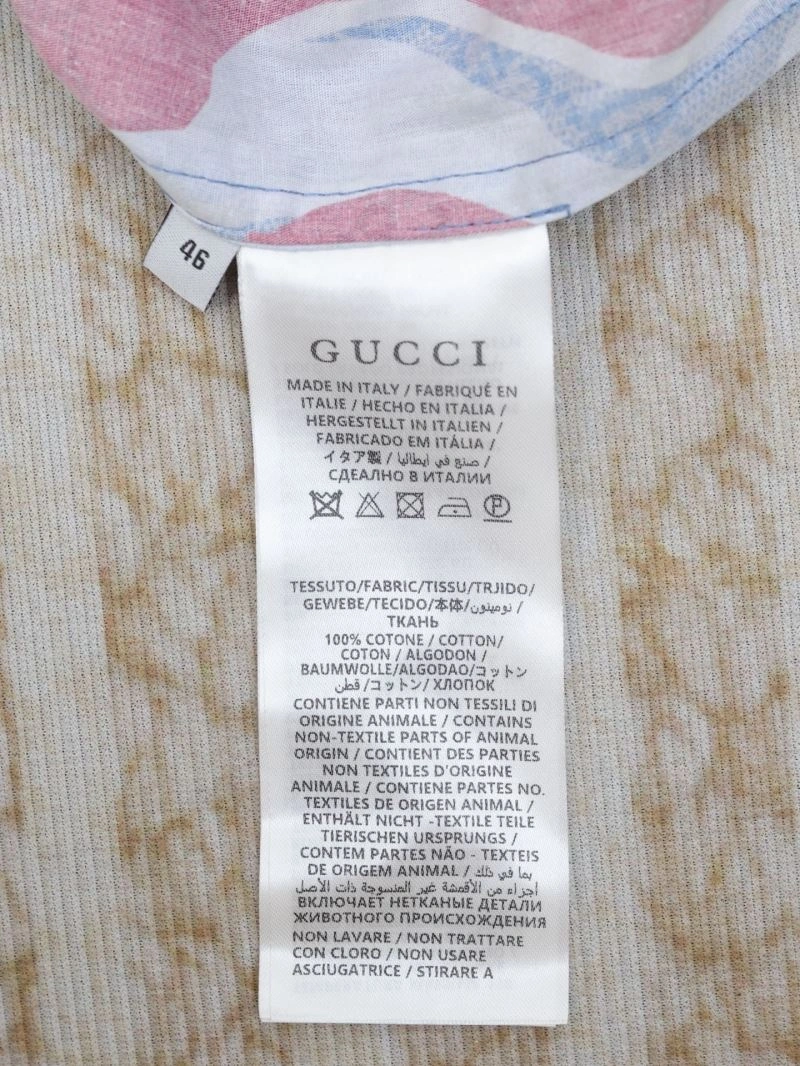 46
GUCCI
MADE IN ITALY / FABRIQUÉ EN
ITALIE / HECHO EN ITALIA /
HERGESTELLT IN ITALIEN /
FABRICADO EM ITÁLIA /
イタア製 / صنع في ايطاليا /
СДЕАЛНО В ИТАЛИИ
P
TESSUTO/FABRIC/TISSU/TRJIDO/
GEWEBE/TECIDO/本体/نومينون /
ТКАНЬ
100% COTONE / COTTON/
COTON / ALGODON /
BAUMWOLLE/ALGODAO/コットン
قطن /コットン/ ХЛОПОК
CONTIENE PARTI NON TESSILI DI
ORIGINE ANIMALE / CONTAINS
NON-TEXTILE PARTS OF ANIMAL
ORIGIN / CONTIENT DES PARTIES
NON TEXTILES D'ORIGINE
ANIMALE / CONTIENE PARTES NO.
TEXTILES DE ORIGEN ANIMAL /
ENTHÄLT NICHT -TEXTILE TEILE
TIERISCHEN URSPRUNGS /
CONTEM PARTES NÃO - TEXTEIS
DE ORIGEM ANIMAL / بما في ذلك
أجزاء من الأقمشة غير المنسوجة ذات الأصل
ВКЛЮЧАЕТ НЕТКАНЫЕ ДЕТАЛИ
ЖИВОТНОГО ПРОИСХОЖДЕНИЯ
NON LAVARE / NON TRATTARE
CON CLORO / NON USARE
ASCIUGATRICE / STIRARE A